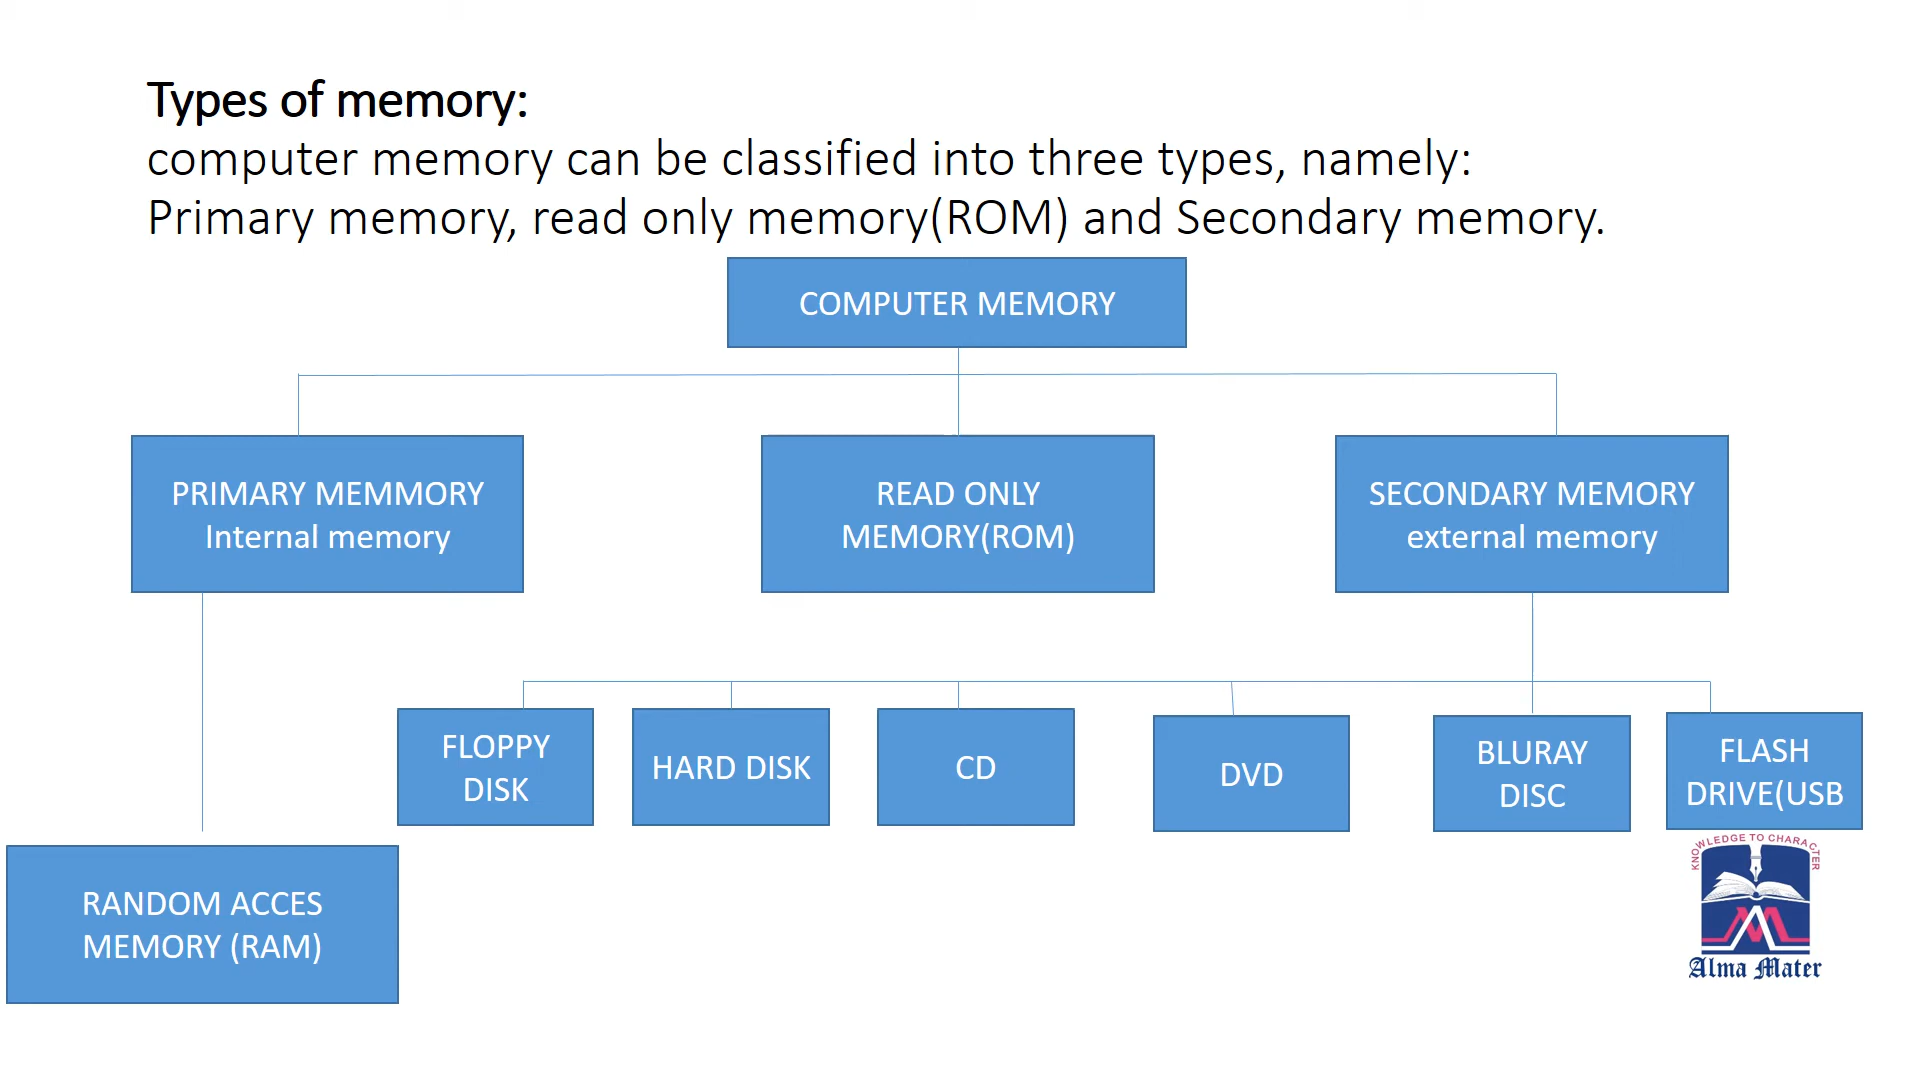 Types of memory:
computer memory can be classified into three types, namely:
Primary memory, read only memory(ROM) and Secondary memory.
COMPUTER MEMORY
PRIMARY MEMMORY
Internal memory
READ ONLY
MEMORY(ROM)
SECONDARY MEMORY
external memory
FLOPPY
DISK
HARD DISK
CD
DVD
BLURAY
DISC
FLASH
DRIVE(USB
RANDOM ACCES
MEMORY (RAM)
KNOWLEDGE TO CHARACTER
Alma Mater